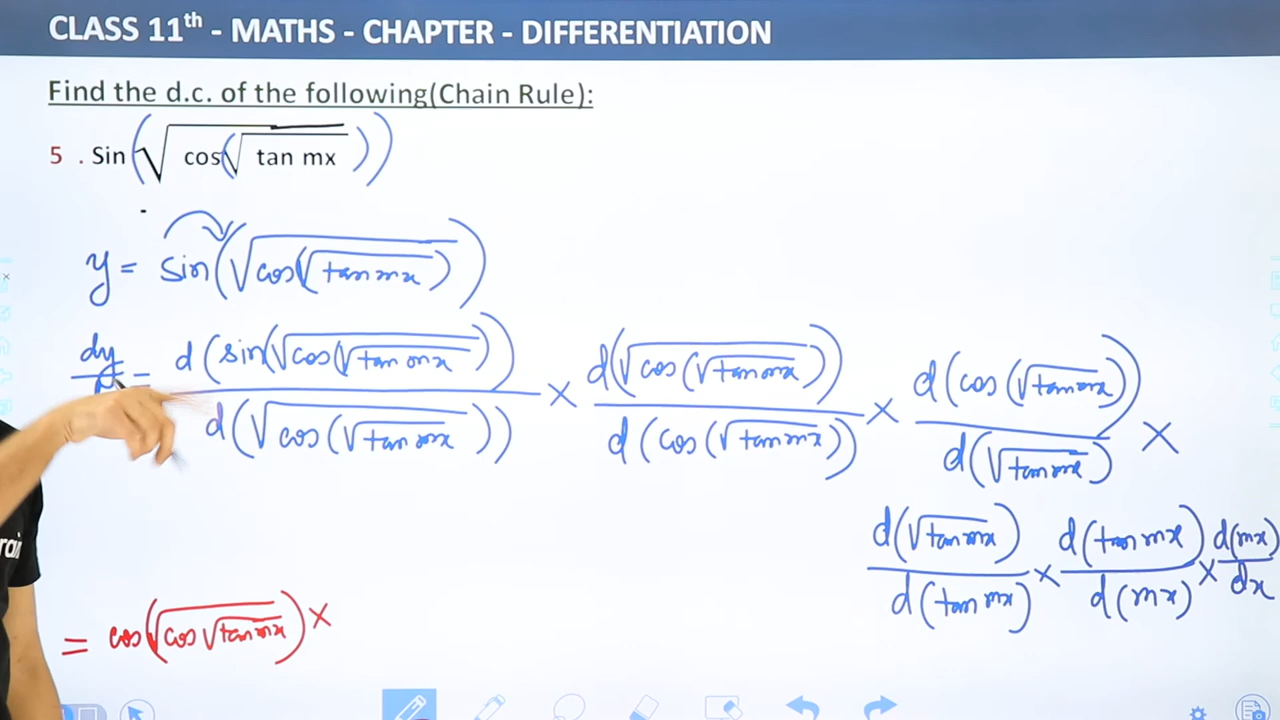 CLASS 11th - MATHS - CHAPTER - DIFFERENTIATION
Find the d.c. of the following(Chain Rule):
5 . Sin(√(cos(√(tan mx))))
y = sin(√(cos(√(tan mx))))
dy/ = d(sin(√(cos(√(tan mx)))))/d(√(cos(√(tan mx)))) × d(√(cos(√(tan mx))))/d(cos(√(tan mx))) × d(cos(√(tan mx)))/d(√(tan mx)) ×
d(√(tan mx))/d(tan mx) × d(tan mx)/d(mx) × d(mx)/dx
= cos(√(cos√(tan mx))) ×